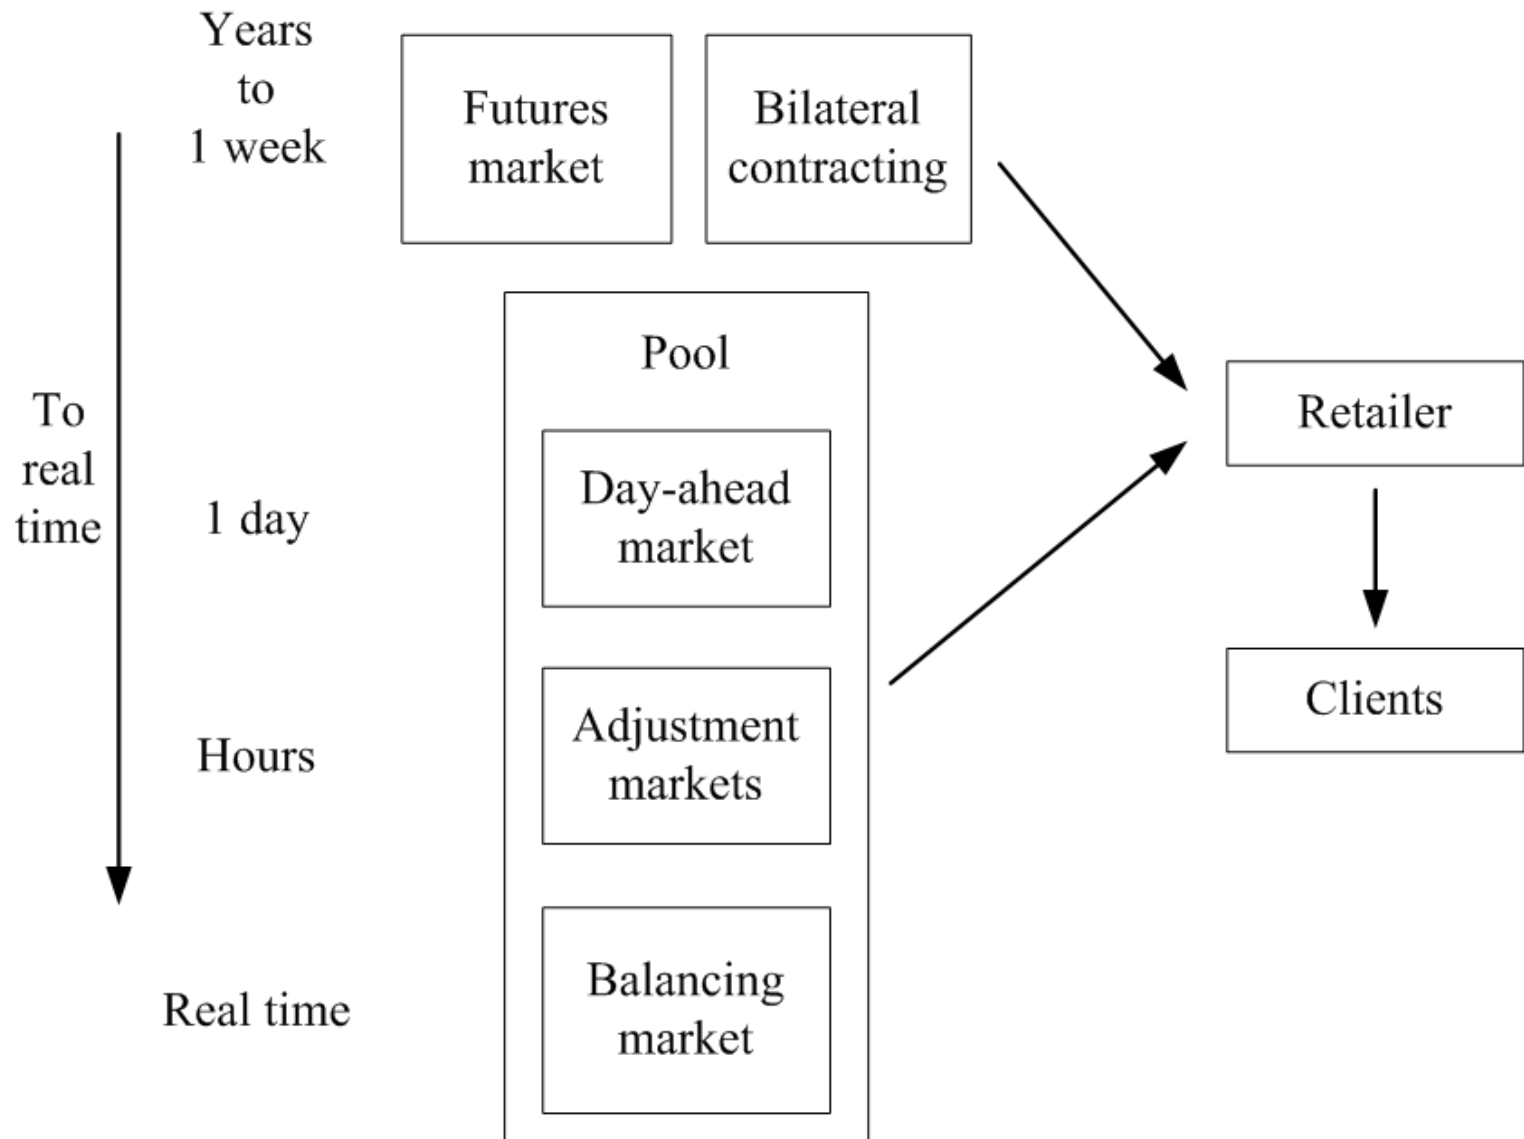 Years
to
1 week
Futures
market
Bilateral
contracting
Pool
To
real
time
1 day
Day-ahead
market
Retailer
Hours
Adjustment
markets
Clients
Real time
Balancing
market